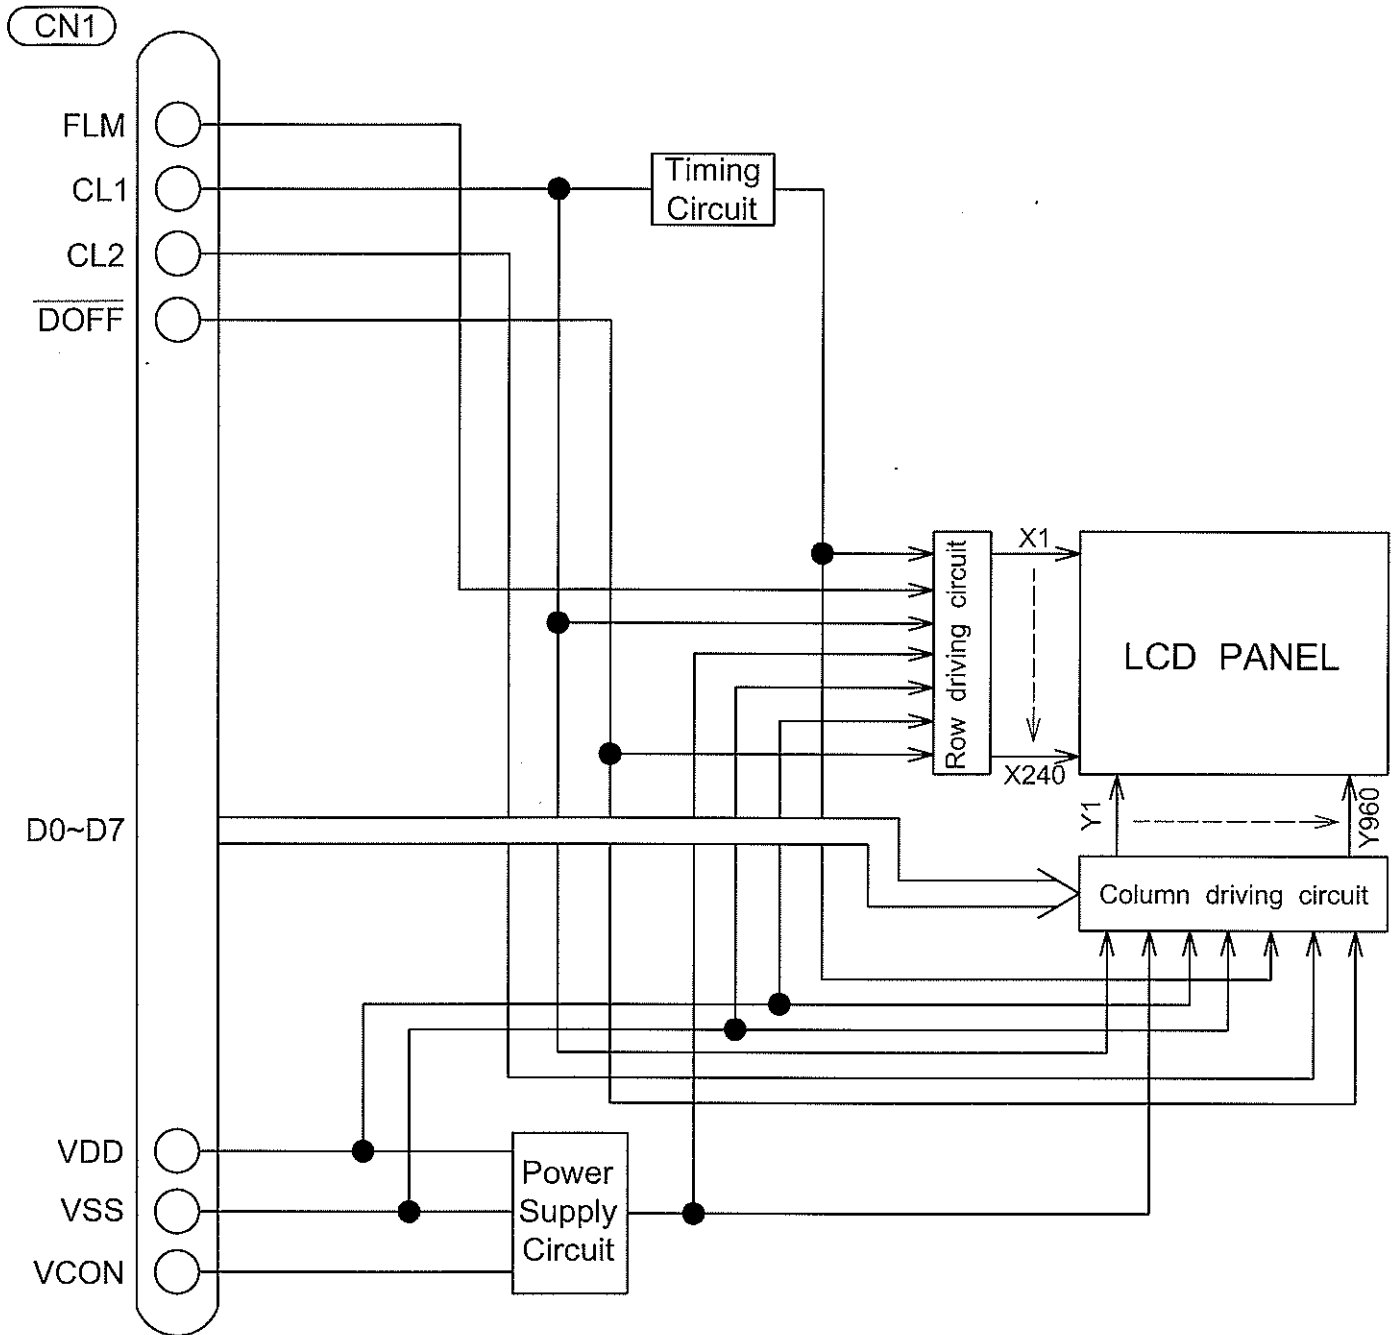 CN1
FLM
CL1
CL2
DOFF
Timing
Circuit
Row driving circuit
X1
X240
LCD PANEL
D0~D7
Y1
Y960
Column driving circuit
VDD
VSS
VCON
Power
Supply
Circuit